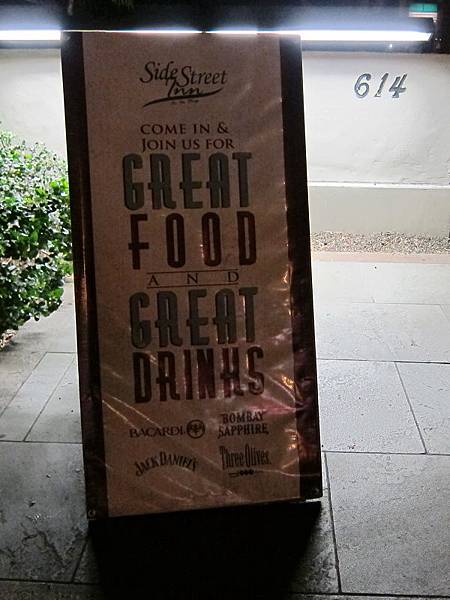 Side Street
Inn
614
COME IN &
JOIN US FOR
GREAT
FOOD
AND
GREAT
DRINKS
BACARDI
BOMBAY
SAPPHIRE
JACK DANIEL'S
Three Olives